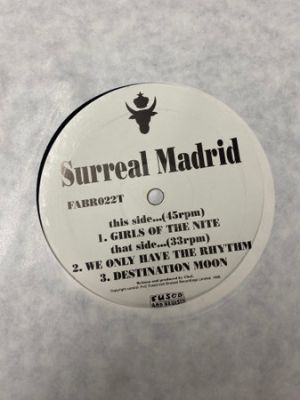 Surreal Madrid
FABR022T
this side...(45rpm)
1. GIRLS OF THE NITE
that side...(33rpm)
2. WE ONLY HAVE THE RHYTHM
3. DESTINATION MOON